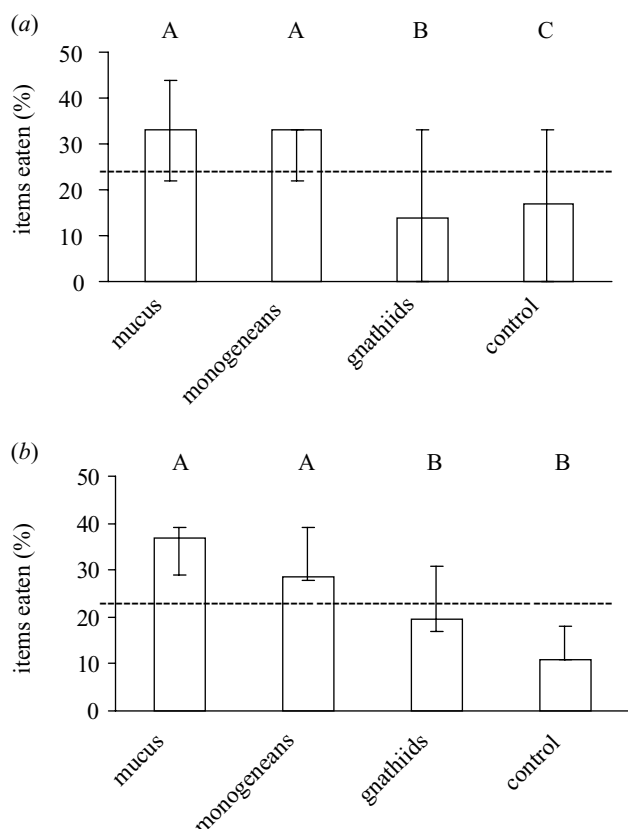 (a)
A A B C
50
40
30
20
10
0
items eaten (%)
mucus
monogeneans
gnathiids
control
(b)
A A B B
50
40
30
20
10
0
items eaten (%)
mucus
monogeneans
gnathiids
control